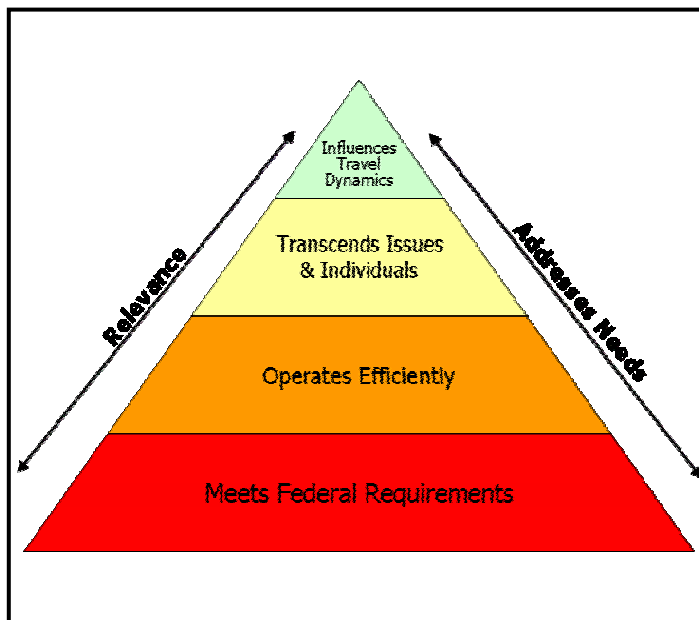 Influences
Travel
Dynamics
Transcends Issues
& Individuals
Relevance
Addresses Needs
Operates Efficiently
Meets Federal Requirements